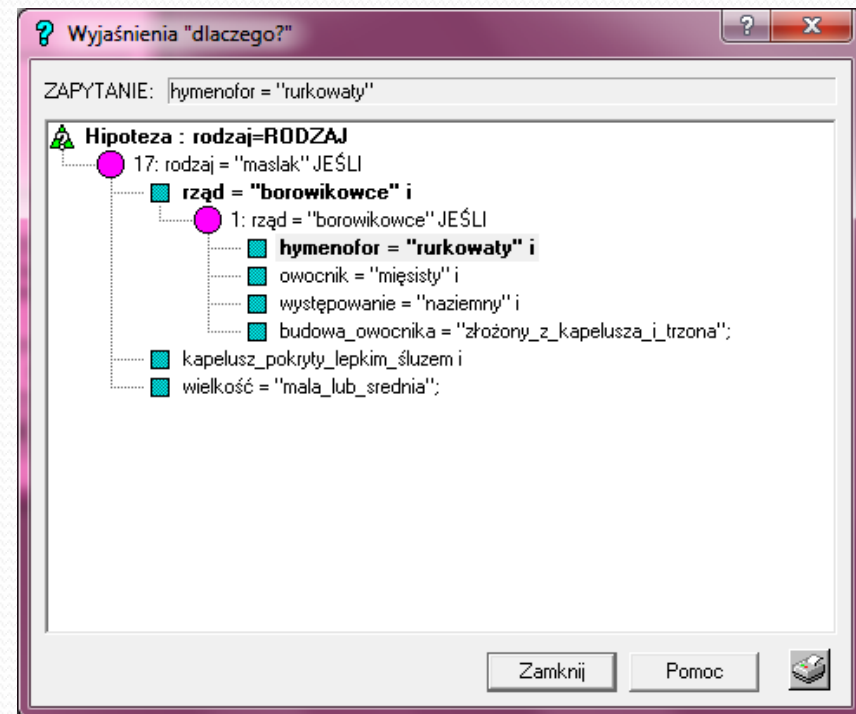 Wyjaśnienia "dlaczego?"
ZAPYTANIE: hymenofor = "rurkowaty"
Hipoteza : rodzaj=RODZAJ
17: rodzaj = "maslak" JEŚLI
rząd = "borowikowce" i
1: rząd = "borowikowce" JEŚLI
hymenofor = "rurkowaty" i
owocnik = "mięsisty" i
występowanie = "naziemny" i
budowa_owocnika = "złożony_z_kapelusza_i_trzona";
kapelusz_pokryty_lepkim_śluzem i
wielkość = "mala_lub_srednia";
Zamknij Pomoc